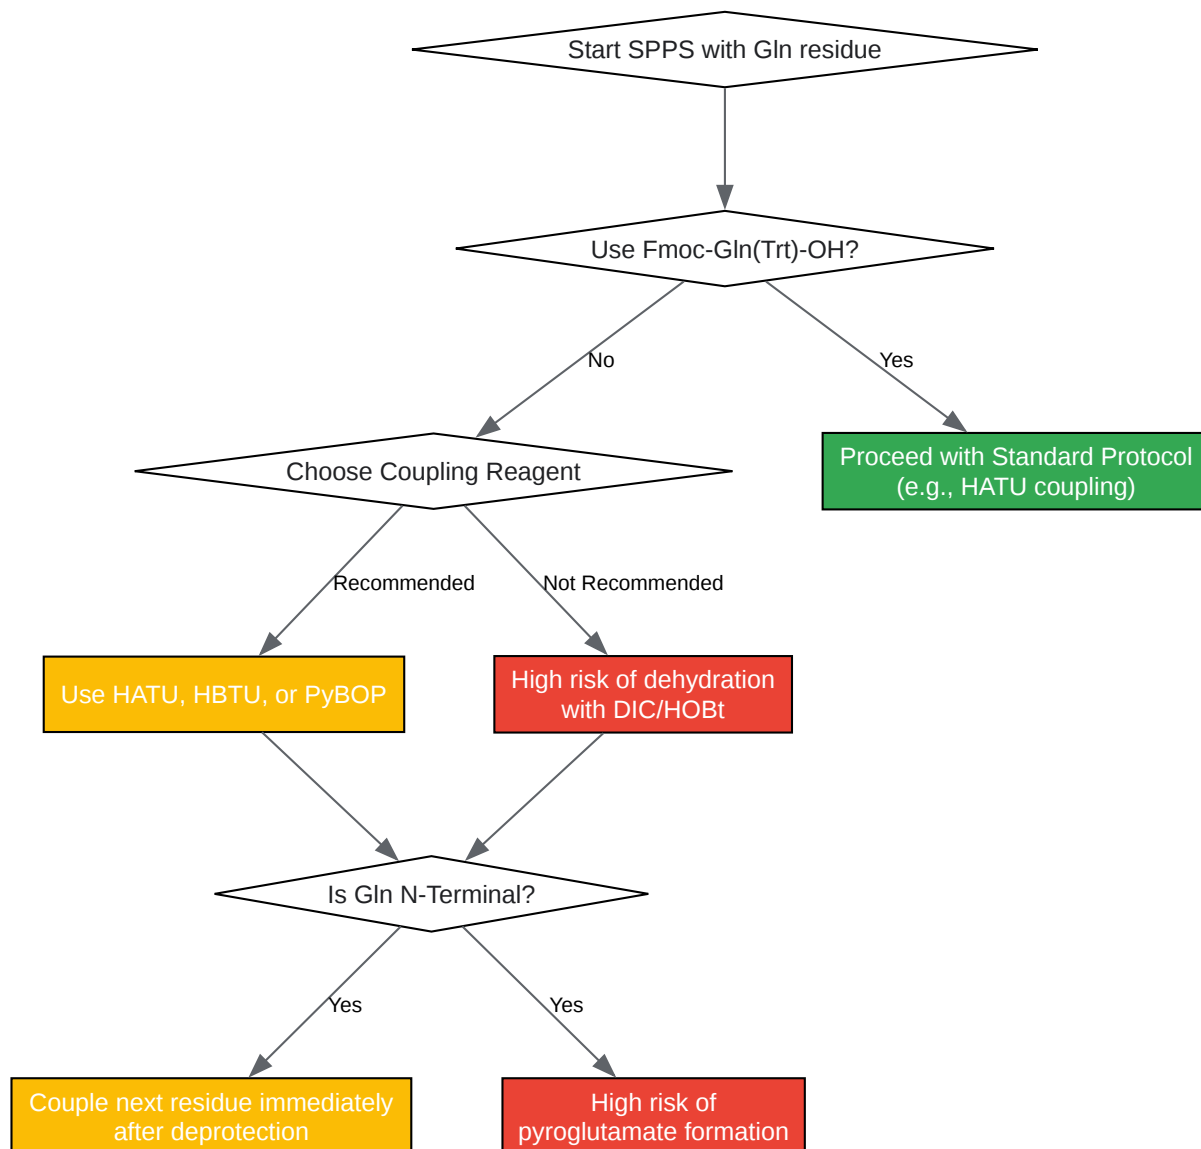 Start SPPS with Gln residue
Use Fmoc-Gln(Trt)-OH?
No
Yes
Choose Coupling Reagent
Proceed with Standard Protocol
(e.g., HATU coupling)
Recommended
Not Recommended
Use HATU, HBTU, or PyBOP
High risk of dehydration
with DIC/HOBt
Is Gln N-Terminal?
Yes
Yes
Couple next residue immediately
after deprotection
High risk of
pyroglutamate formation